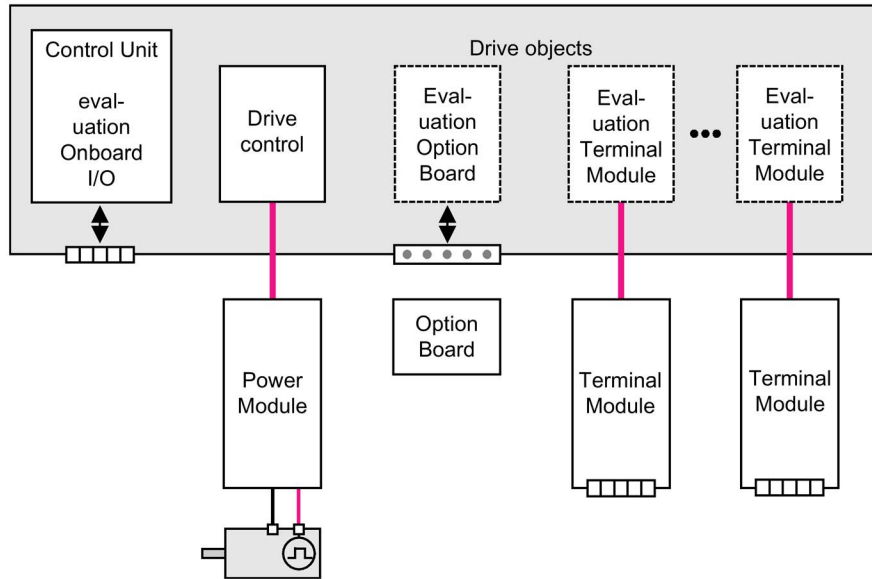 Drive objects
Control Unit
eval-
uation
Onboard
I/O
Drive
control
Eval-
uation
Option
Board
Eval-
uation
Terminal
Module
Eval-
uation
Terminal
Module
Power
Module
Option
Board
Terminal
Module
Terminal
Module